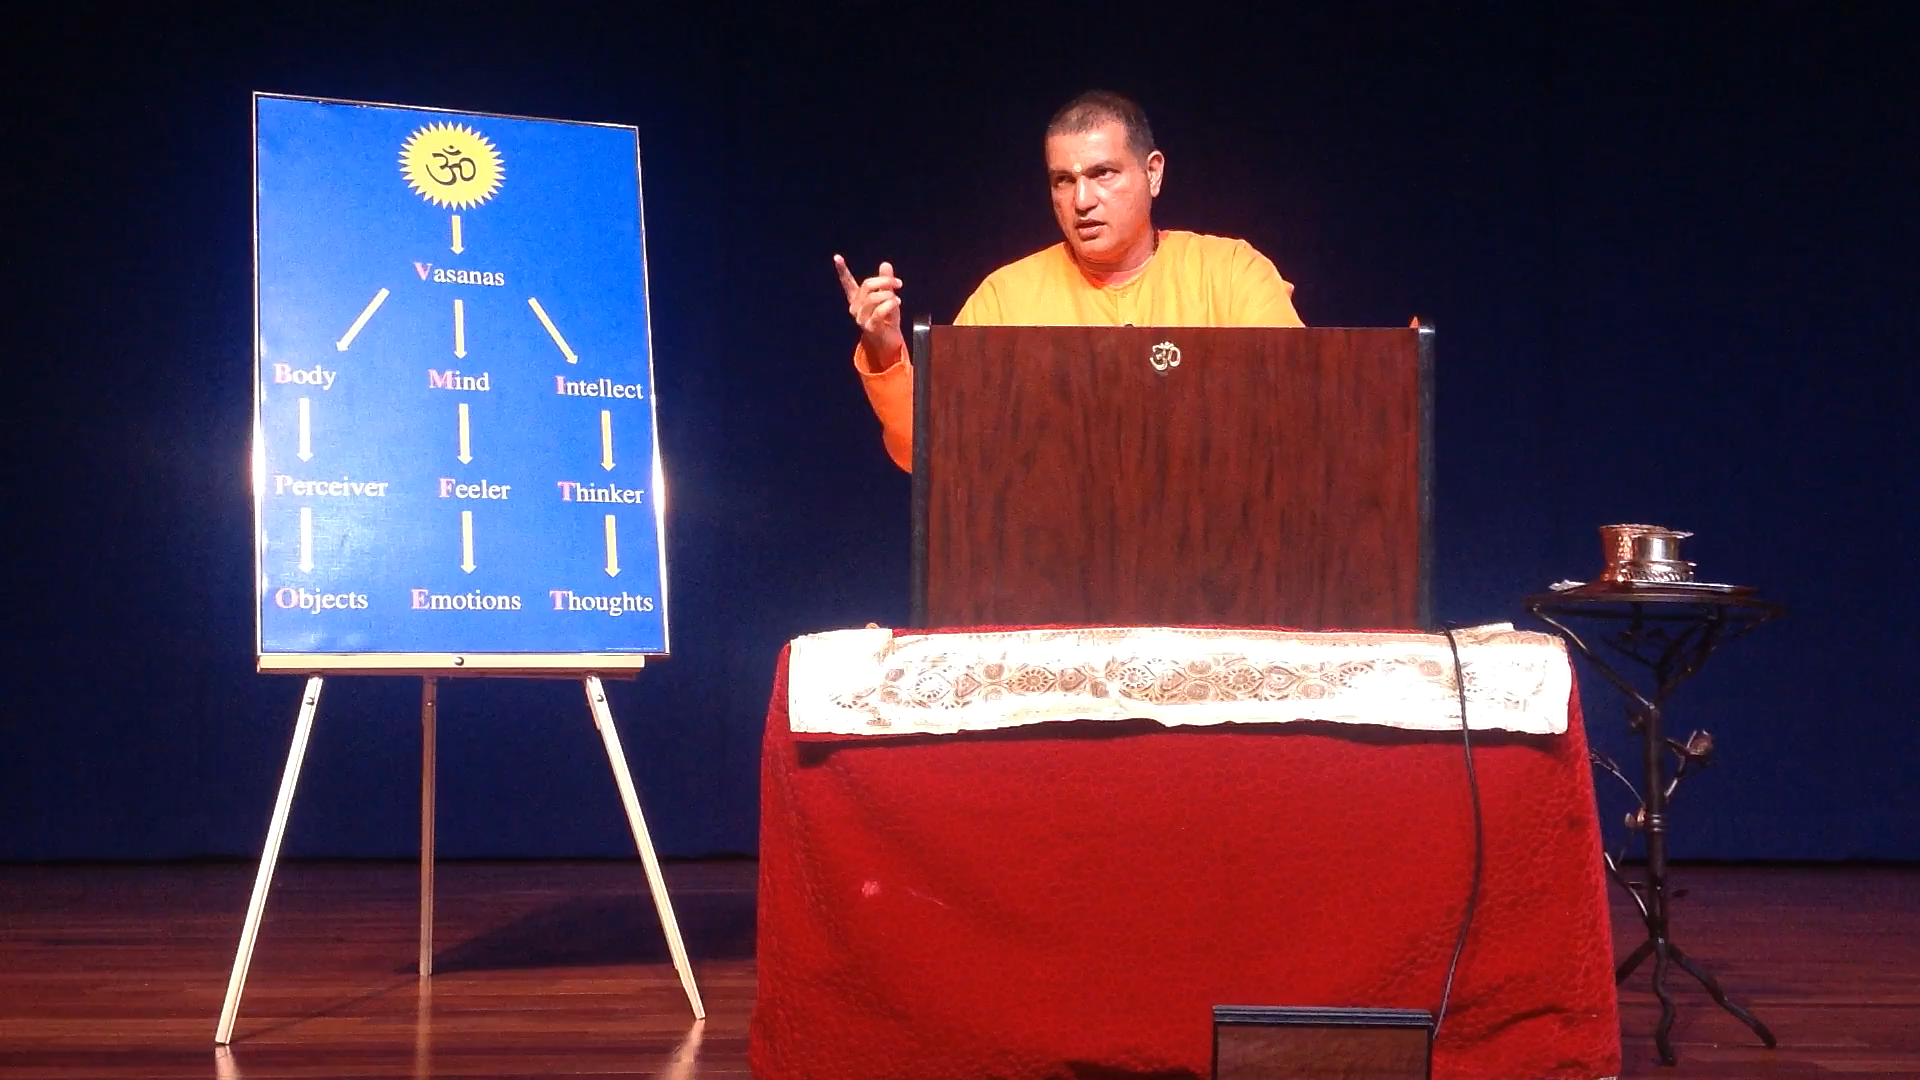 ॐ
Vasanas
Body Mind Intellect
Perceiver Feeler Thinker
Objects Emotions Thoughts
ॐ